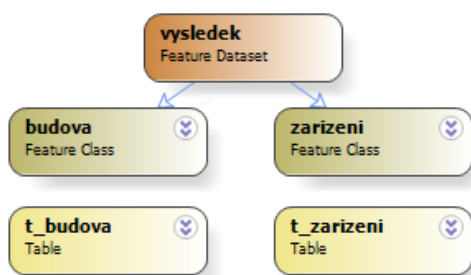 vysledek
Feature Dataset
budova
Feature Class
zarizeni
Feature Class
t_budova
Table
t_zarizeni
Table